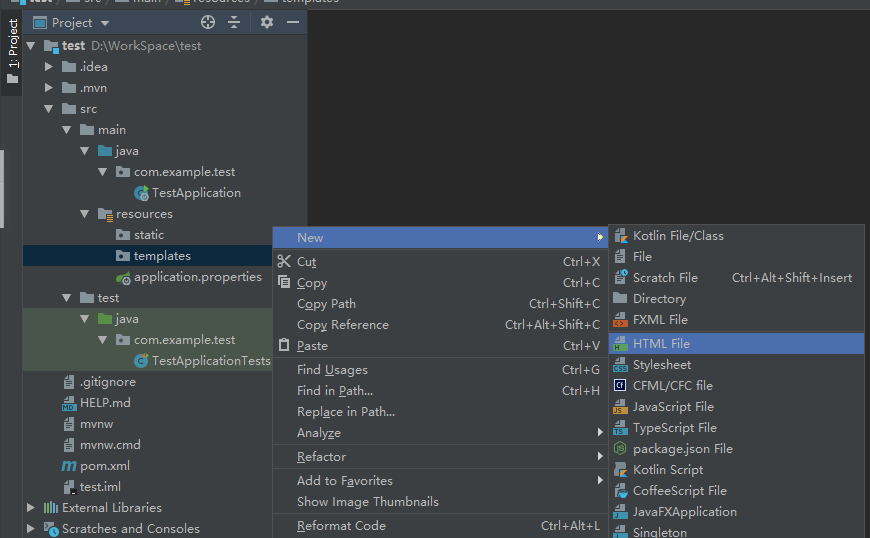 test src main resources templates
1: Project
Project
test D:\WorkSpace\test
.idea
.mvn
src
main
java
com.example.test
TestApplication
resources
static
templates
application.properties
test
java
com.example.test
TestApplicationTests
.gitignore
HELP.md
mvnw
mvnw.cmd
pom.xml
test.iml
External Libraries
Scratches and Consoles
New
Cut Ctrl+X
Copy Ctrl+C
Copy Path Ctrl+Shift+C
Copy Reference Ctrl+Alt+Shift+C
Paste Ctrl+V
Find Usages Ctrl+G
Find in Path... Ctrl+H
Replace in Path...
Analyze
Refactor
Add to Favorites
Show Image Thumbnails
Reformat Code Ctrl+Alt+L
Kotlin File/Class
File
Scratch File Ctrl+Alt+Shift+Insert
Directory
FXML File
HTML File
Stylesheet
CFML/CFC file
JavaScript File
TypeScript File
package.json File
Kotlin Script
CoffeeScript File
JavaFXApplication
Singleton